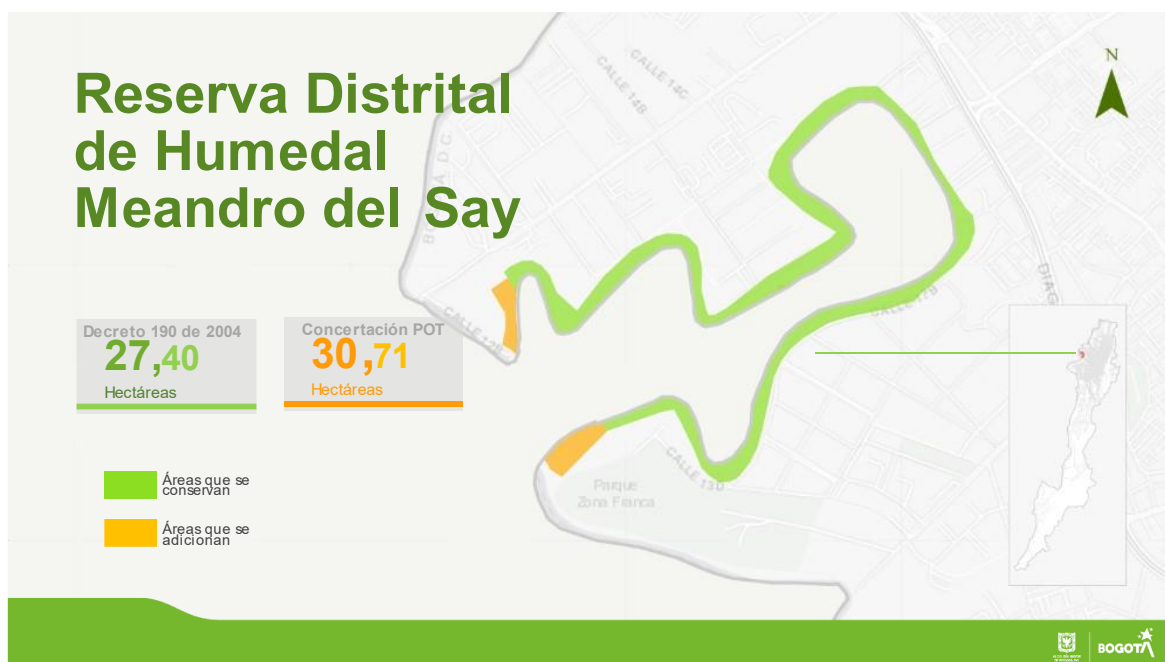 Reserva Distrital
de Humedal
Meandro del Say
Decreto 190 de 2004
27,40
Hectáreas
Concertación POT
30,71
Hectáreas
Áreas que se
conservan
Áreas que se
adicionan
CALLE 14C
CALLE 14B
N
CALLE 13D
Parque
Zona Franca
BOGOTÁ